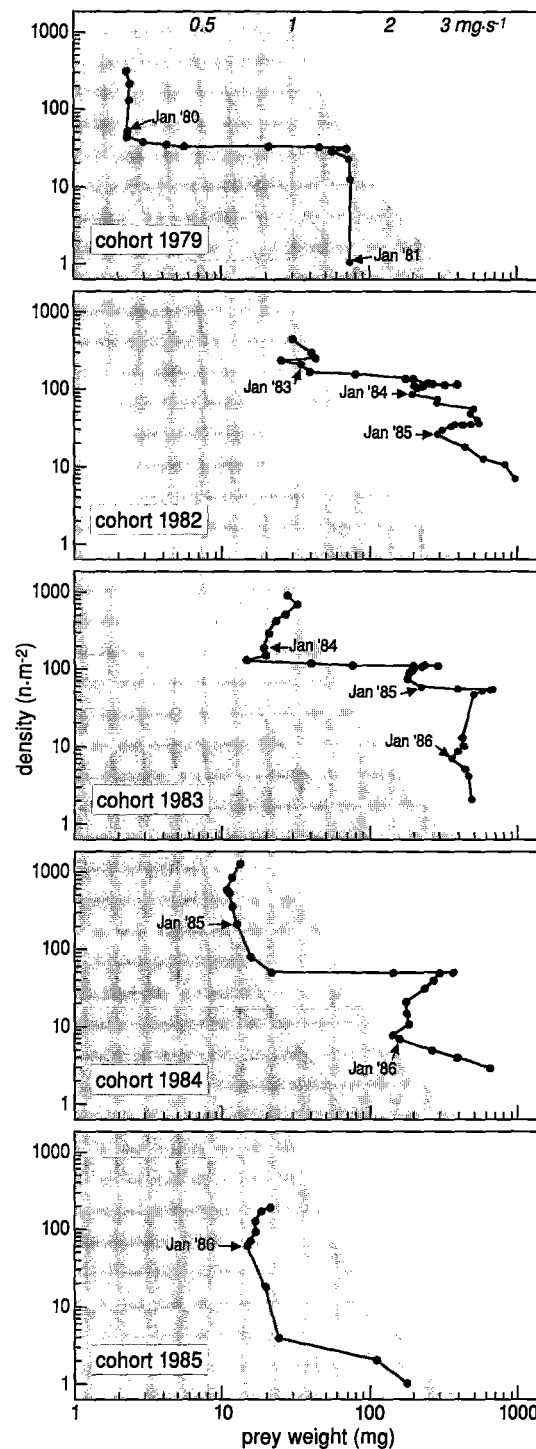 0.5 1 2 3 mg·s⁻¹
1000
100
10
1
Jan '80
Jan '81
cohort 1979
1000
100
10
1
Jan '83
Jan '84
Jan '85
cohort 1982
density (n·m⁻²)
1000
100
10
1
Jan '84
Jan '85
Jan '86
cohort 1983
1000
100
10
1
Jan '85
Jan '86
cohort 1984
1000
100
10
1
Jan '86
cohort 1985
1 10 100 1000
prey weight (mg)